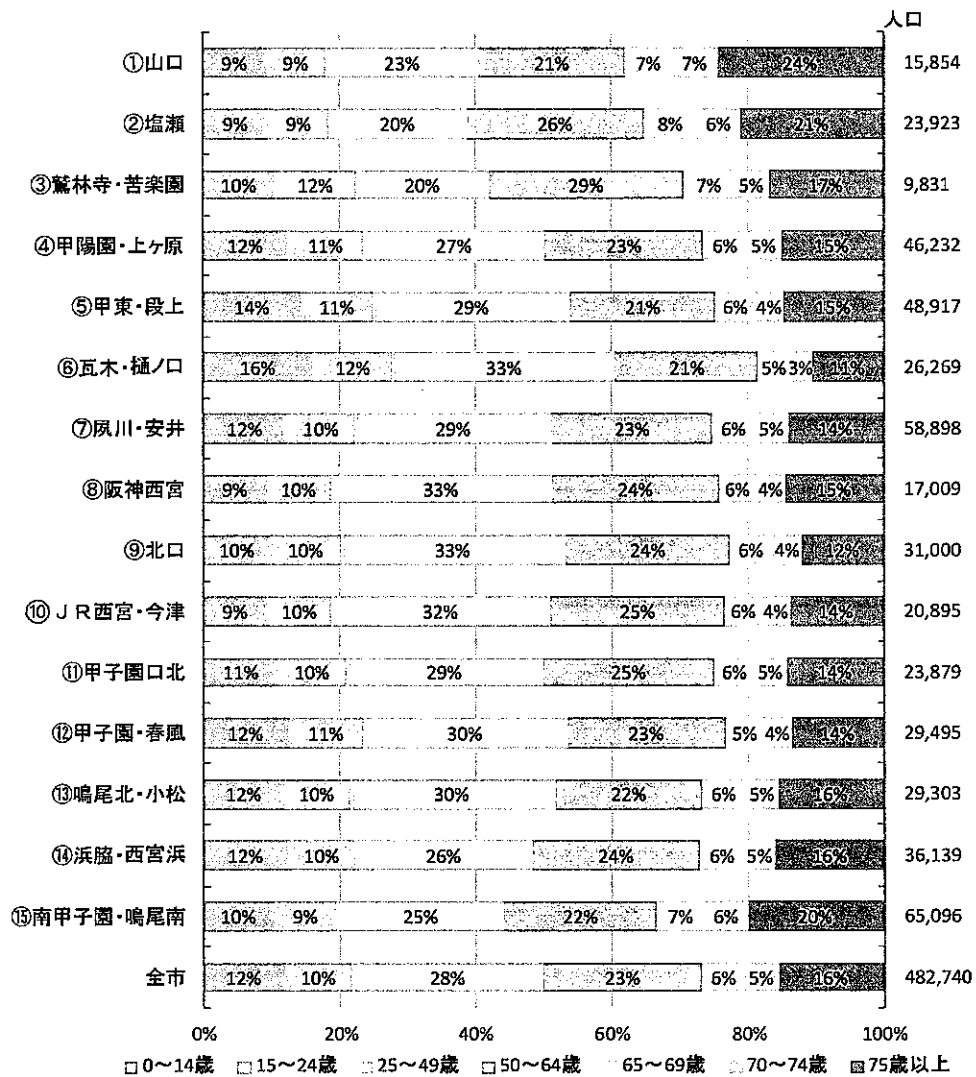 人口
①山口 9% 9% 23% 21% 7% 7% 24% 15,854
②塩瀬 9% 9% 20% 26% 8% 6% 21% 23,923
③鷲林寺・苦楽園 10% 12% 20% 29% 7% 5% 17% 9,831
④甲陽園・上ヶ原 12% 11% 27% 23% 6% 5% 15% 46,232
⑤甲東・段上 14% 11% 29% 21% 6% 4% 15% 48,917
⑥瓦木・樋ノ口 16% 12% 33% 21% 5% 3% 11% 26,269
⑦夙川・安井 12% 10% 29% 23% 6% 5% 14% 58,898
⑧阪神西宮 9% 10% 33% 24% 6% 4% 15% 17,009
⑨北口 10% 10% 33% 24% 6% 4% 12% 31,000
⑩ＪＲ西宮・今津 9% 10% 32% 25% 6% 4% 14% 20,895
⑪甲子園口北 11% 10% 29% 25% 6% 5% 14% 23,879
⑫甲子園・春風 12% 11% 30% 23% 5% 4% 14% 29,495
⑬鳴尾北・小松 12% 10% 30% 22% 6% 5% 16% 29,303
⑭浜脇・西宮浜 12% 10% 26% 24% 6% 5% 16% 36,139
⑮南甲子園・鳴尾南 10% 9% 25% 22% 7% 6% 20% 65,096
全市 12% 10% 28% 23% 6% 5% 16% 482,740
0% 20% 40% 60% 80% 100%
0～14歳 15～24歳 25～49歳 50～64歳 65～69歳 70～74歳 75歳以上